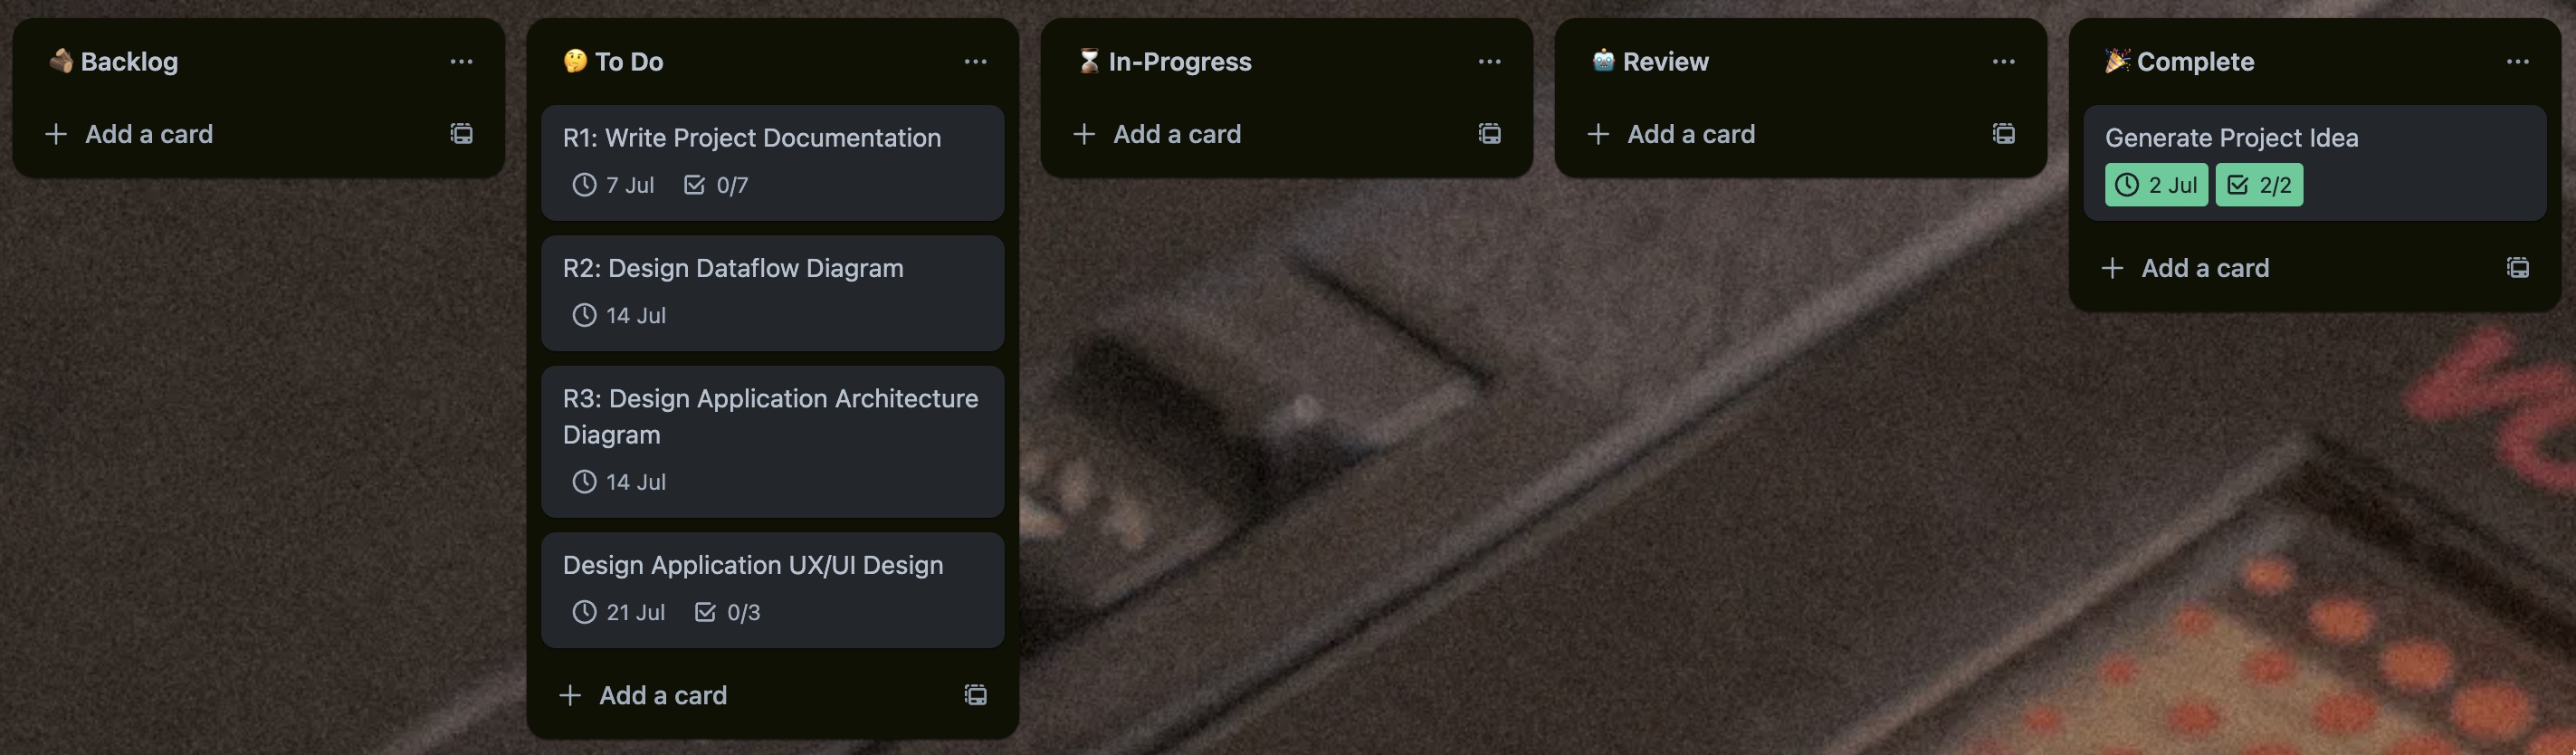 🪵 Backlog
Add a card
🤔 To Do
R1: Write Project Documentation
7 Jul 0/7
R2: Design Dataflow Diagram
14 Jul
R3: Design Application Architecture
Diagram
14 Jul
Design Application UX/UI Design
21 Jul 0/3
Add a card
⏳ In-Progress
Add a card
🤖 Review
Add a card
🎉 Complete
Generate Project Idea
2 Jul 2/2
Add a card